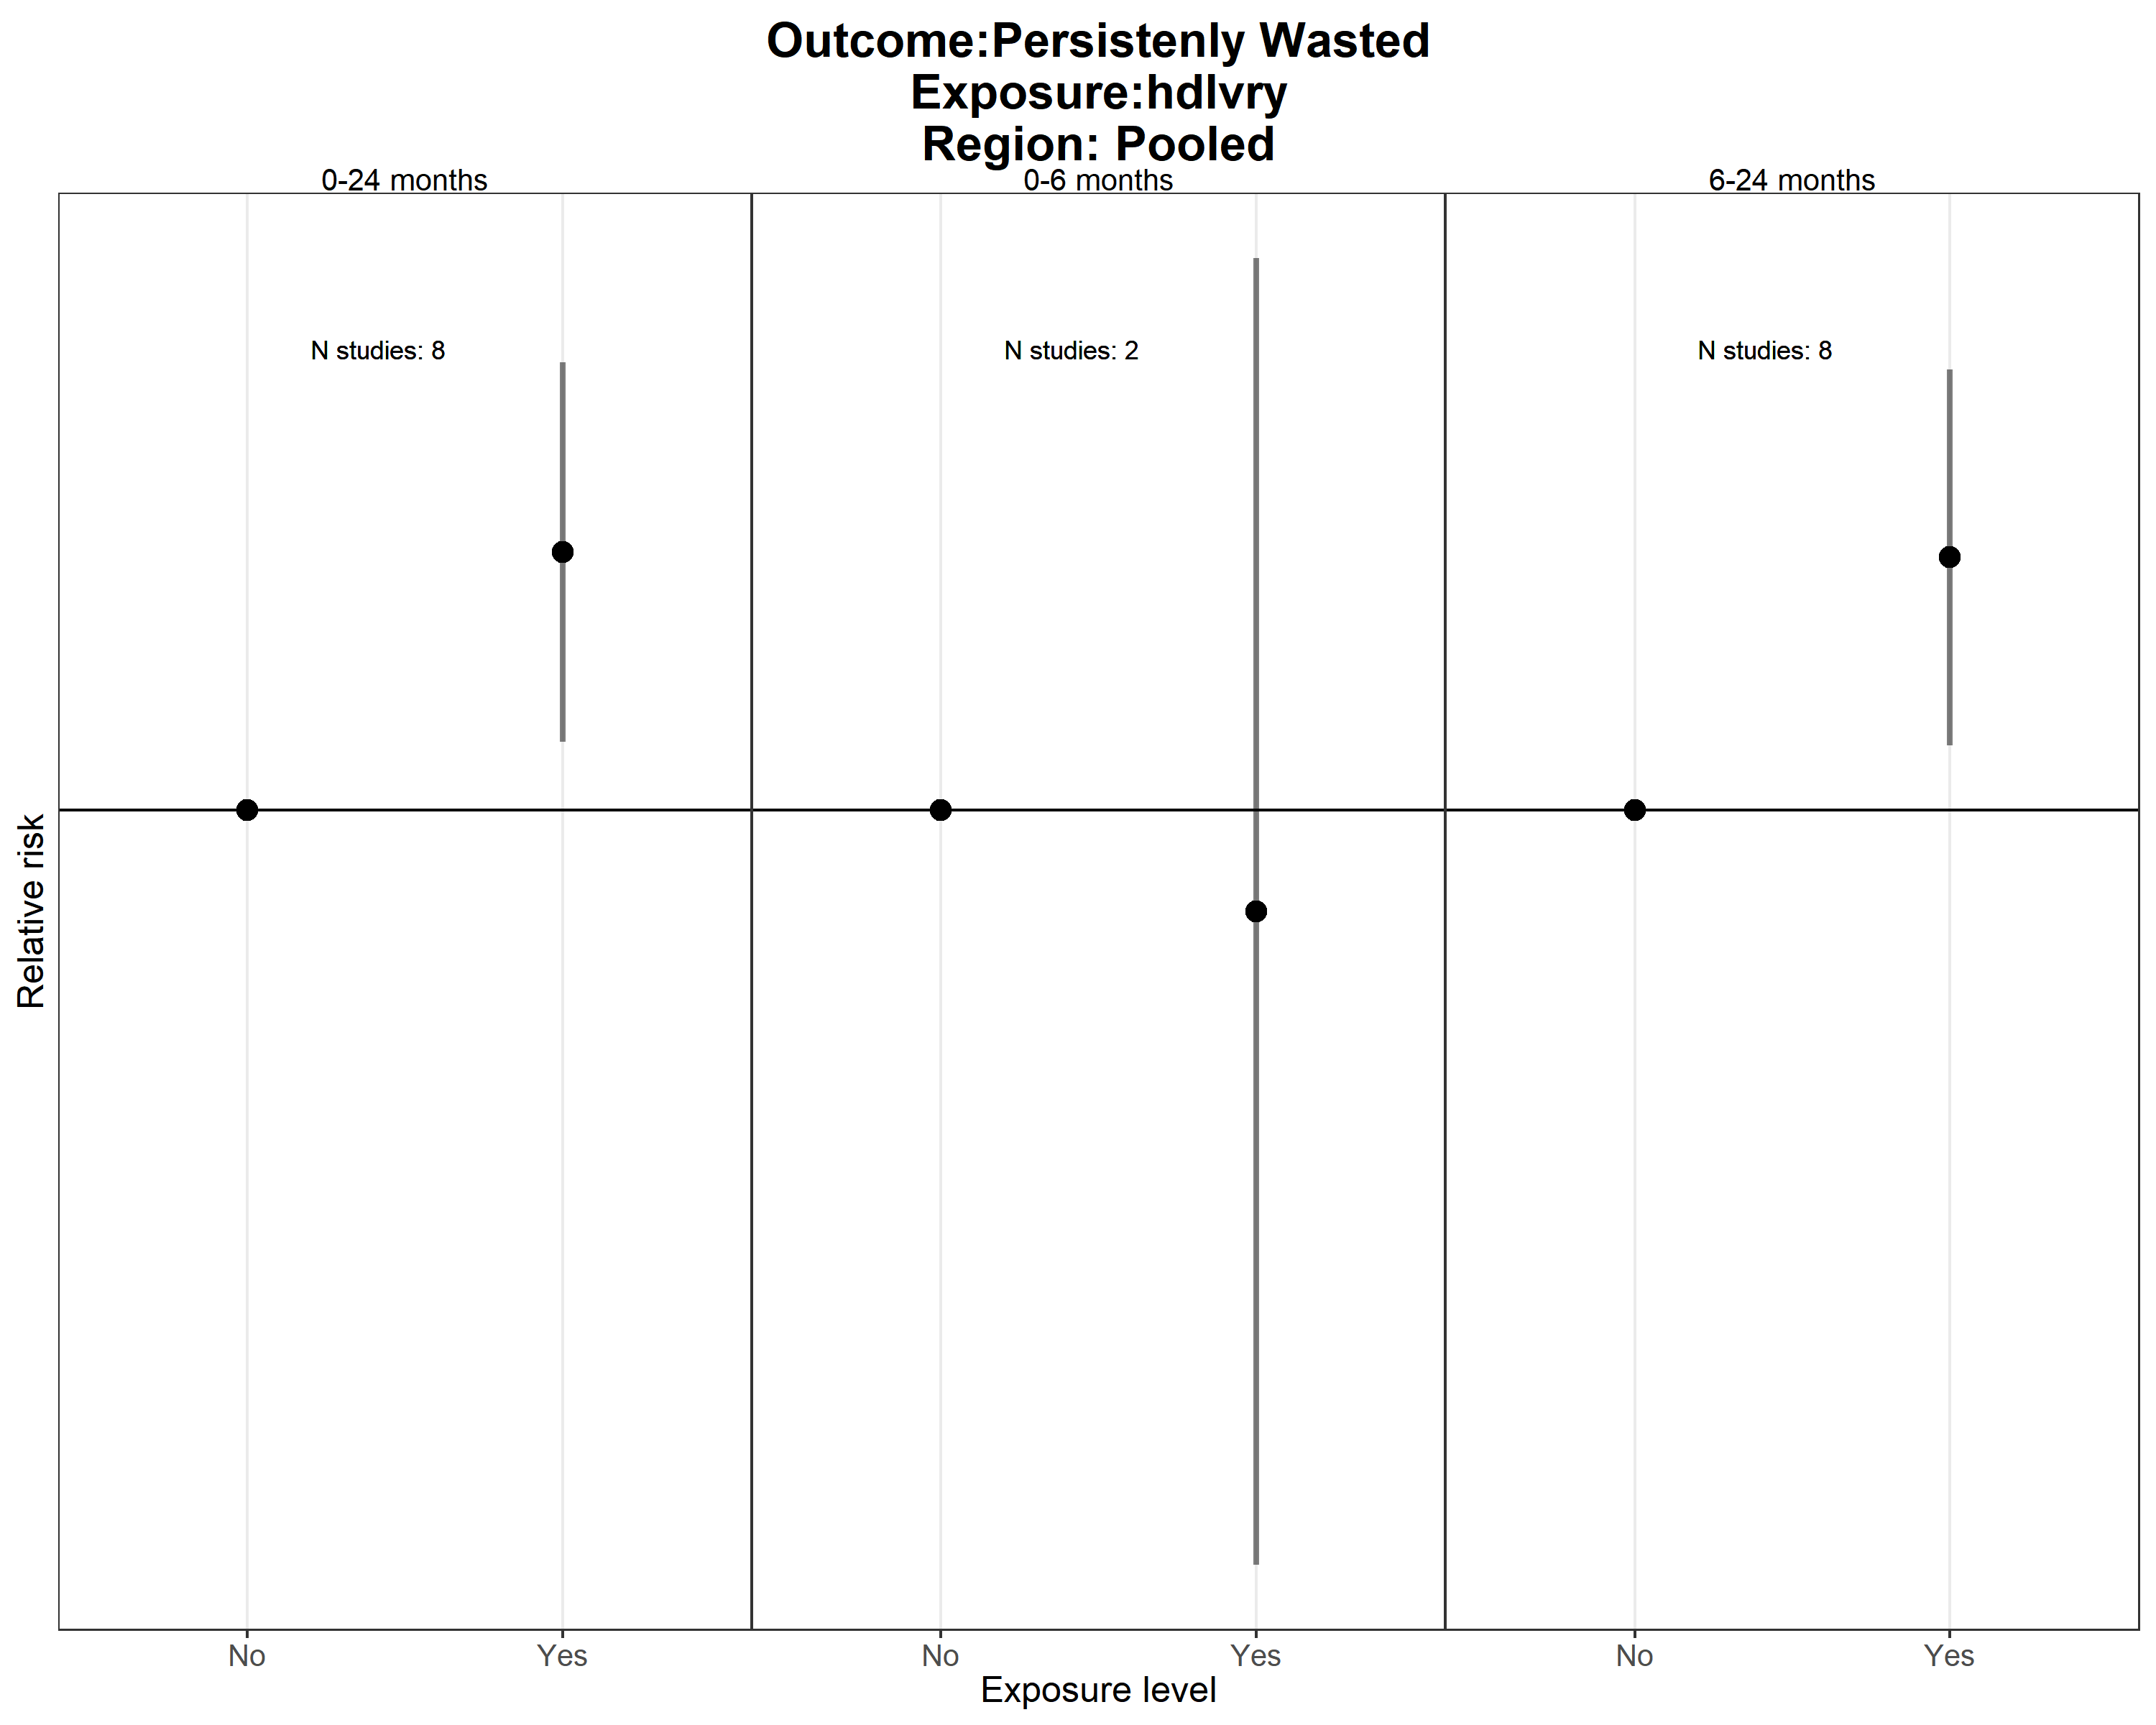 Outcome:Persistenly Wasted
Exposure:hdlvry
Region: Pooled
0-24 months
0-6 months
6-24 months
N studies: 8
N studies: 2
N studies: 8
Relative risk
No
Yes
No
Yes
No
Yes
Exposure level